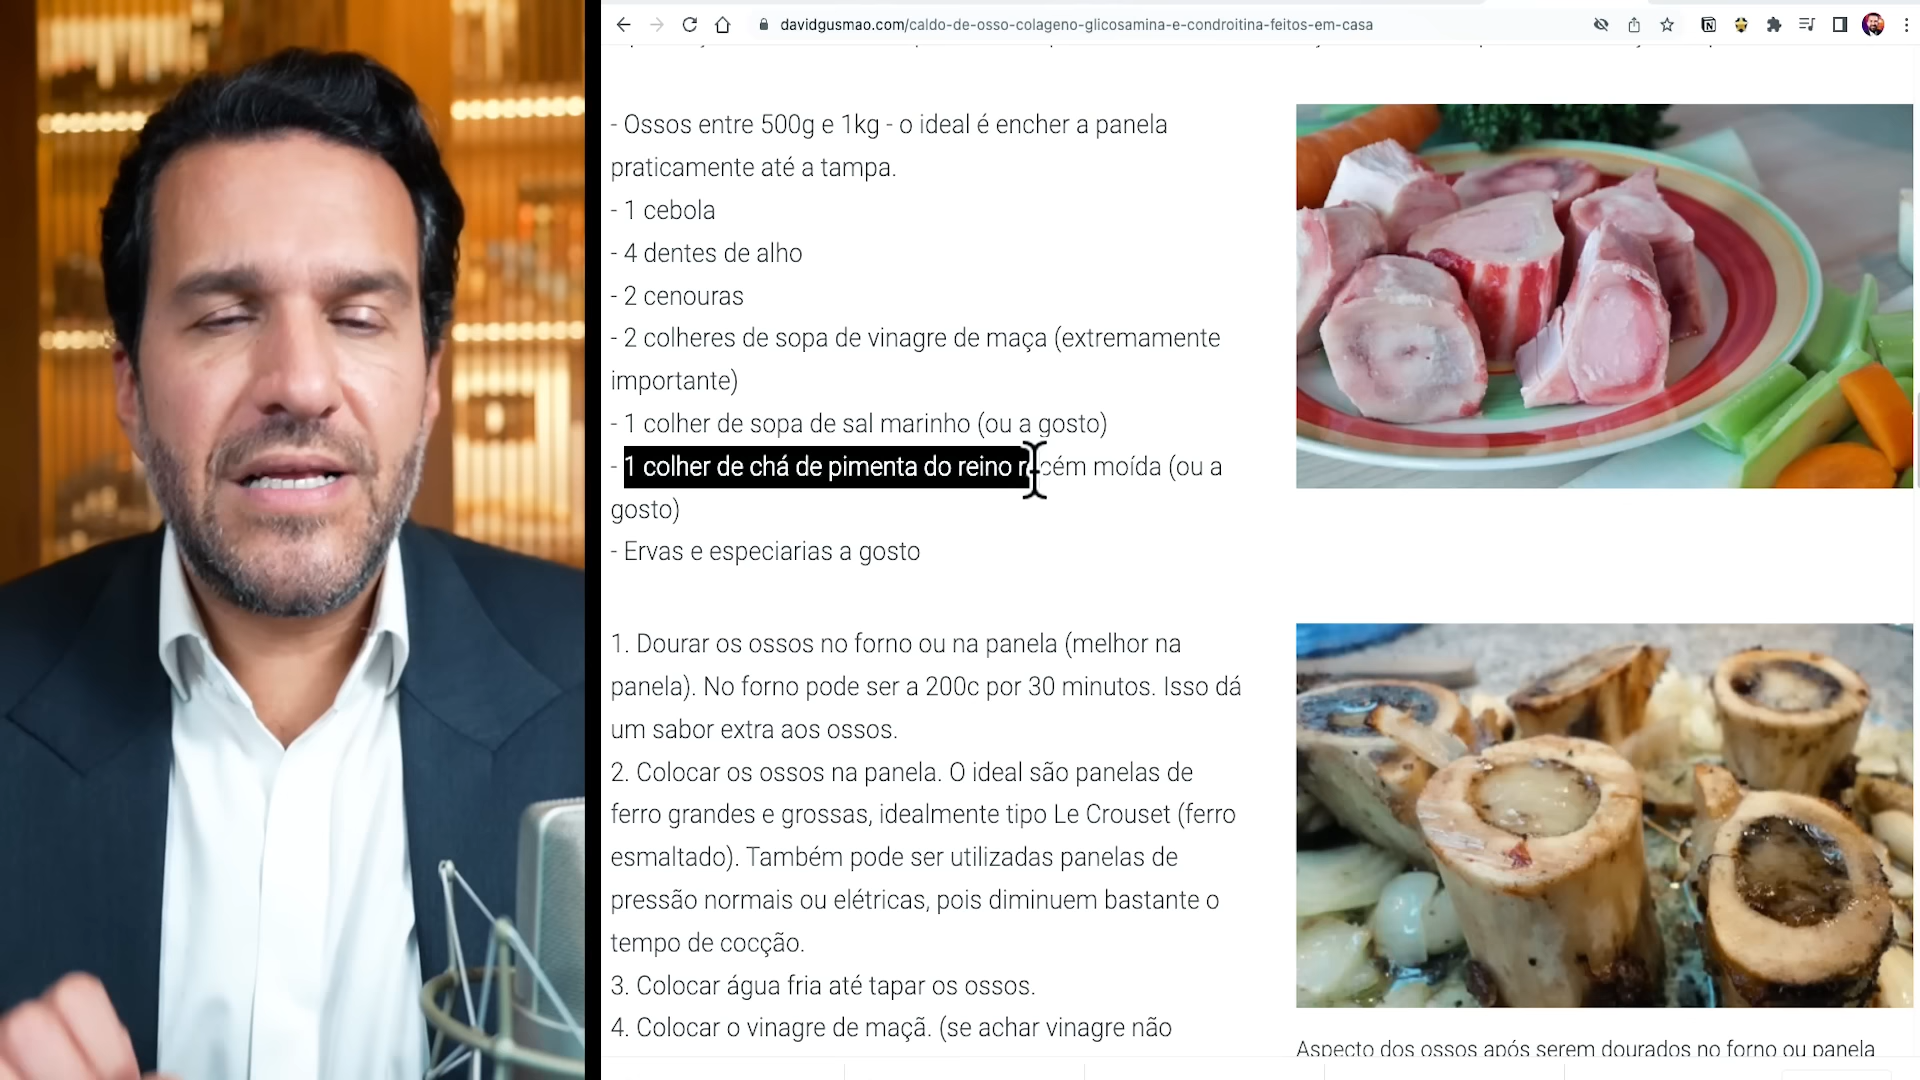 davidgusmao.com/caldo-de-osso-colageno-glicosamina-e-condroitina-feitos-em-casa
- Ossos entre 500g e 1kg - o ideal é encher a panela
praticamente até a tampa.
- 1 cebola
- 4 dentes de alho
- 2 cenouras
- 2 colheres de sopa de vinagre de maça (extremamente
importante)
- 1 colher de sopa de sal marinho (ou a gosto)
- 1 colher de chá de pimenta do reino recém moída (ou a
gosto)
- Ervas e especiarias a gosto
1. Dourar os ossos no forno ou na panela (melhor na
panela). No forno pode ser a 200c por 30 minutos. Isso dá
um sabor extra aos ossos.
2. Colocar os ossos na panela. O ideal são panelas de
ferro grandes e grossas, idealmente tipo Le Crouset (ferro
esmaltado). Também pode ser utilizadas panelas de
pressão normais ou elétricas, pois diminuem bastante o
tempo de cocção.
3. Colocar água fria até tapar os ossos.
4. Colocar o vinagre de maçã. (se achar vinagre não
Aspecto dos ossos após serem dourados no forno ou panela